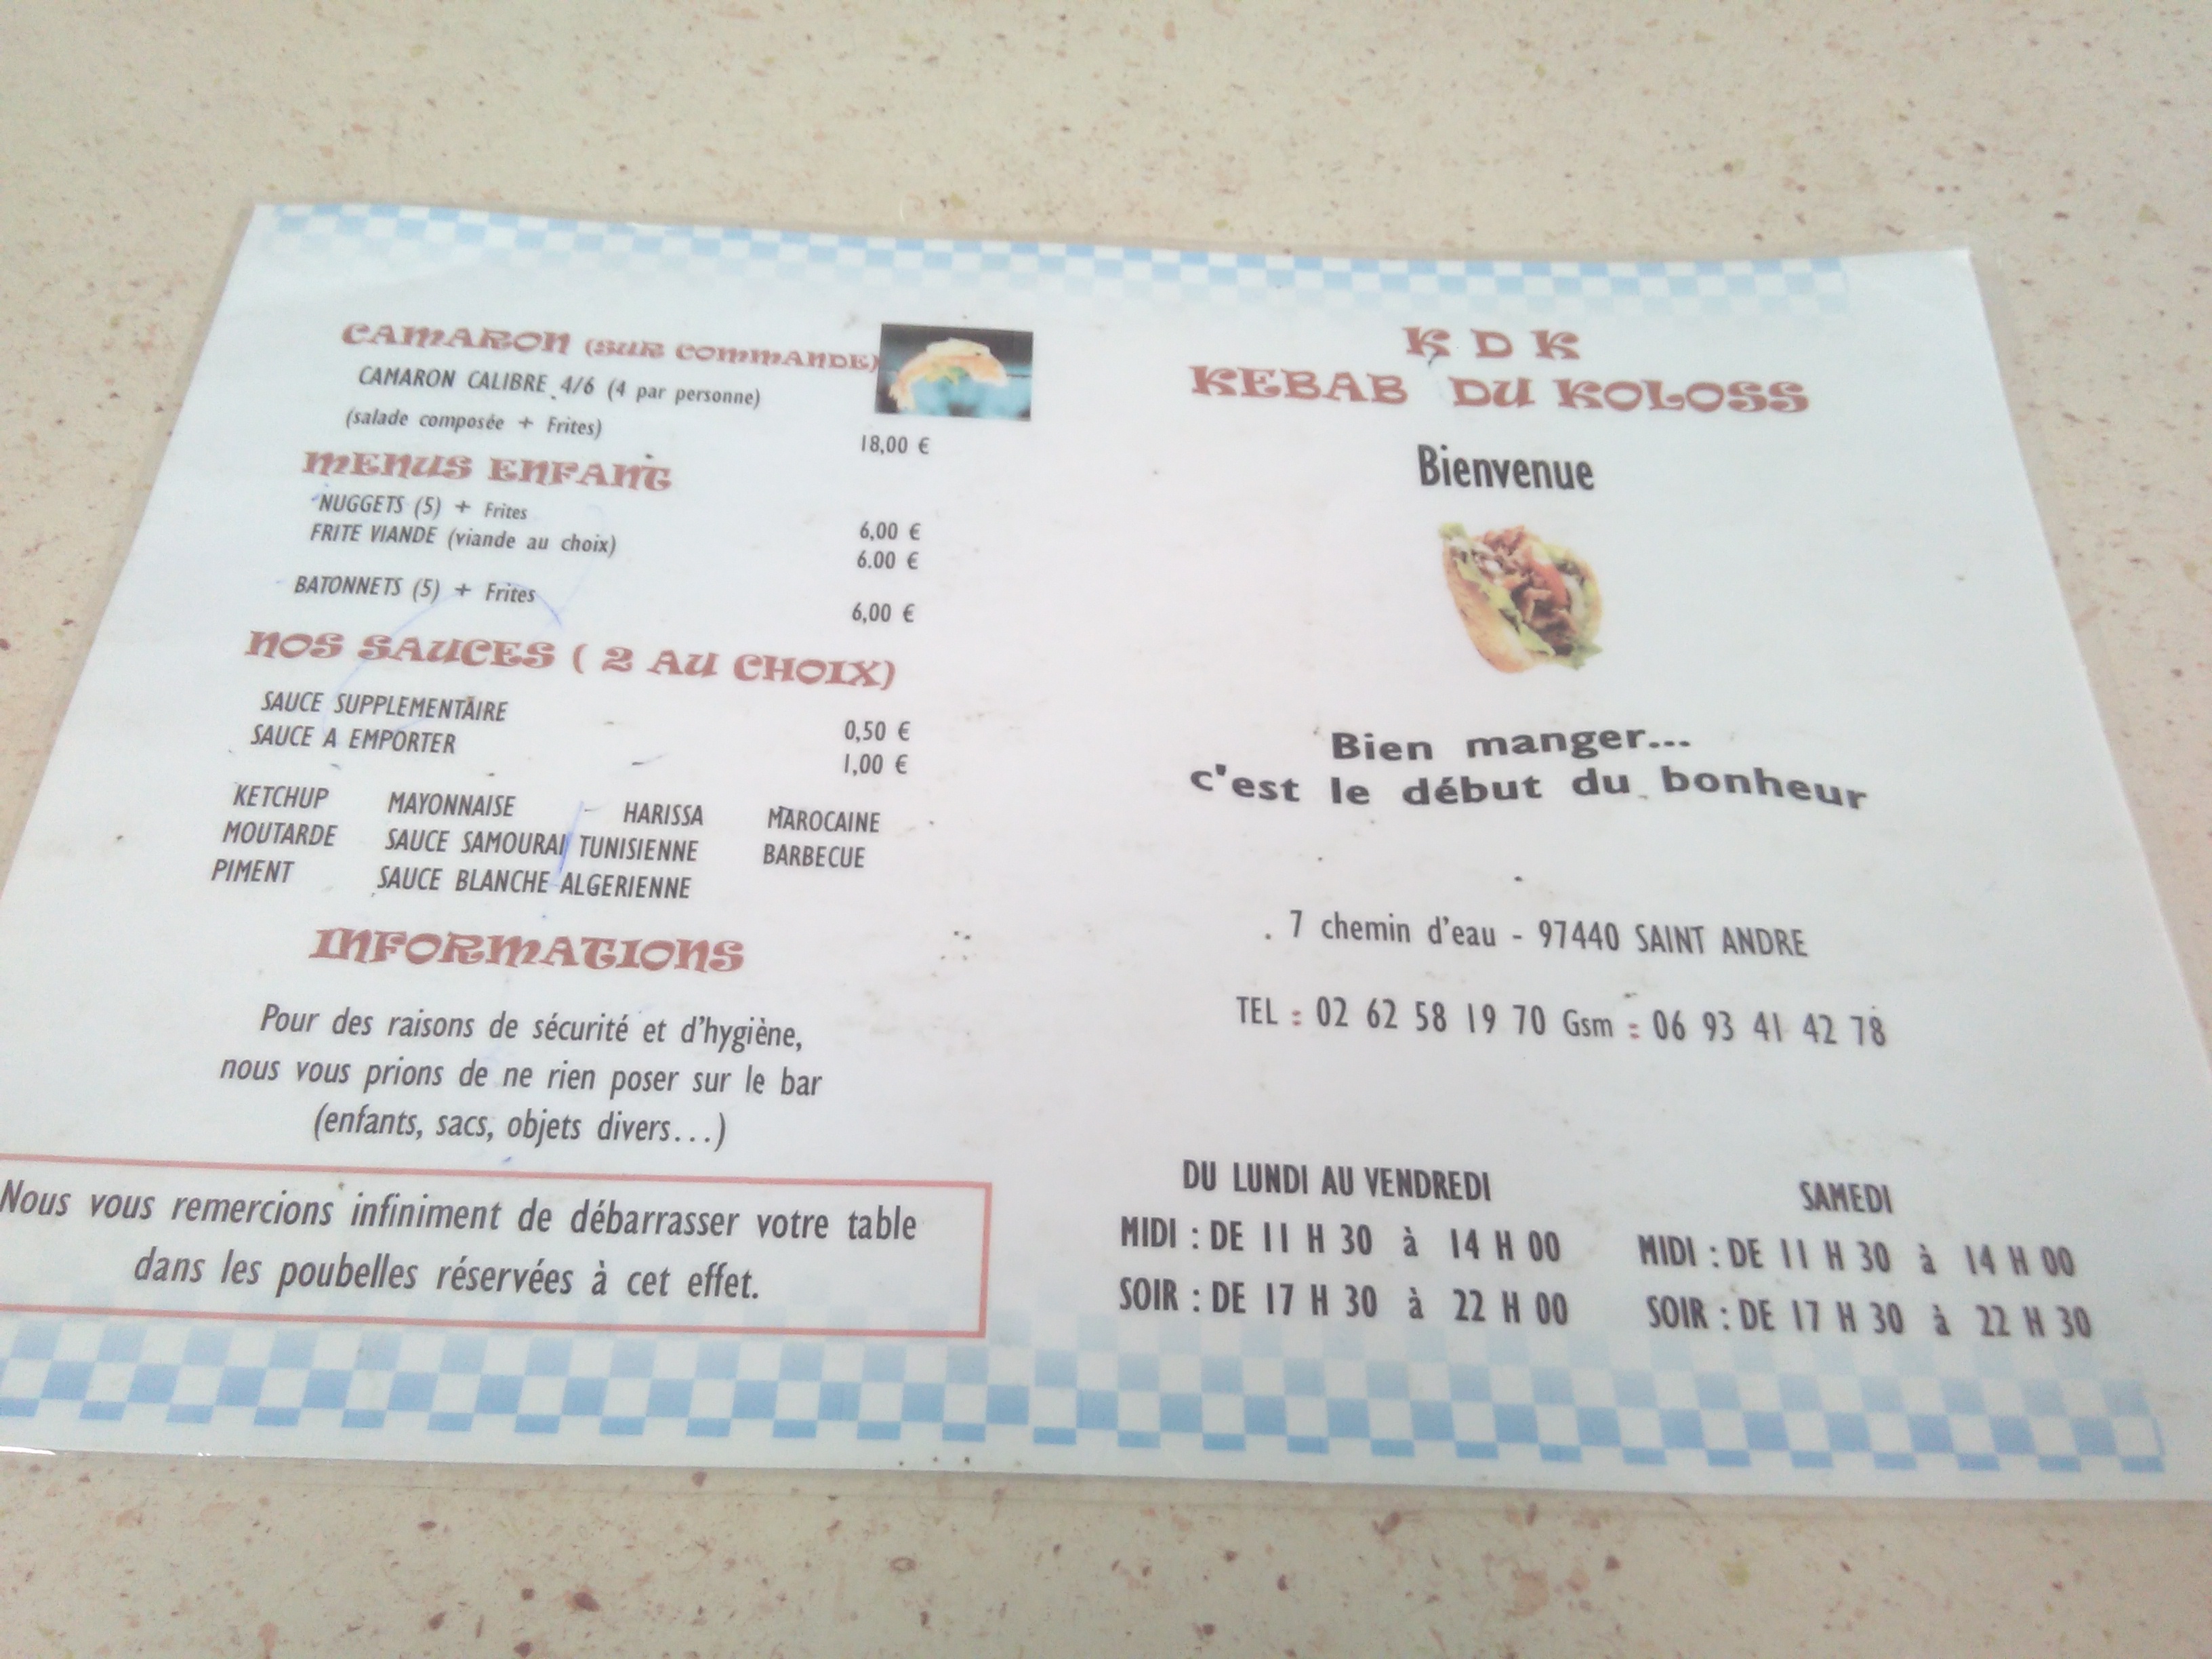 CAMARON (SUR COMMANDE)
CAMARON CALIBRE 4/6 (4 par personne)
(salade composée + Frites)
18,00 €
MENUS ENFANT
NUGGETS (5) + Frites 6,00 €
FRITE VIANDE (viande au choix) 6.00 €
BATONNETS (5) + Frites 6,00 €
NOS SAUCES ( 2 AU CHOIX)
SAUCE SUPPLEMENTAIRE 0,50 €
SAUCE A EMPORTER 1,00 €
KETCHUP MAYONNAISE HARISSA MAROCAINE
MOUTARDE SAUCE SAMOURAI TUNISIENNE BARBECUE
PIMENT SAUCE BLANCHE ALGERIENNE
INFORMATIONS
Pour des raisons de sécurité et d'hygiène,
nous vous prions de ne rien poser sur le bar
(enfants, sacs, objets divers...)
Nous vous remercions infiniment de débarrasser votre table
dans les poubelles réservées à cet effet.
K D K
KEBAB DU KOLOSS
Bienvenue
Bien manger...
c'est le début du bonheur
7 chemin d'eau - 97440 SAINT ANDRE
TEL : 02 62 58 19 70 Gsm : 06 93 41 42 78
DU LUNDI AU VENDREDI
MIDI : DE 11 H 30 à 14 H 00
SOIR : DE 17 H 30 à 22 H 00
SAMEDI
MIDI : DE 11 H 30 à 14 H 00
SOIR : DE 17 H 30 à 22 H 30